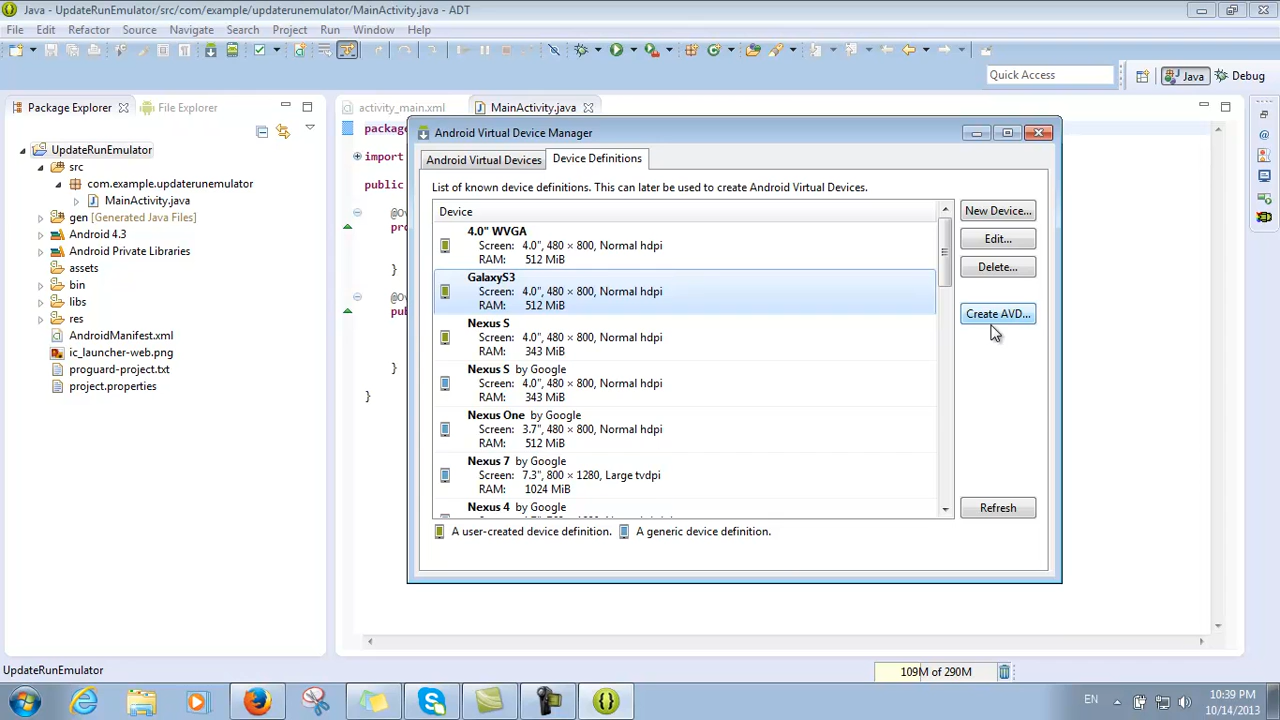 Java - UpdateRunEmulator/src/com/example/updaterunemulator/MainActivity.java - ADT
File Edit Refactor Source Navigate Search Project Run Window Help
Quick Access
Java
Debug
Package Explorer
File Explorer
UpdateRunEmulator
src
com.example.updaterunemulator
MainActivity.java
gen [Generated Java Files]
Android 4.3
Android Private Libraries
assets
bin
libs
res
AndroidManifest.xml
ic_launcher-web.png
proguard-project.txt
project.properties
activity_main.xml
MainActivity.java
packag
import
public
@O
pr
}
@O
pu
}
}
Android Virtual Device Manager
Android Virtual Devices
Device Definitions
List of known device definitions. This can later be used to create Android Virtual Devices.
Device
4.0" WVGA
Screen: 4.0", 480 × 800, Normal hdpi
RAM: 512 MiB
GalaxyS3
Screen: 4.0", 480 × 800, Normal hdpi
RAM: 512 MiB
Nexus S
Screen: 4.0", 480 × 800, Normal hdpi
RAM: 343 MiB
Nexus S by Google
Screen: 4.0", 480 × 800, Normal hdpi
RAM: 343 MiB
Nexus One by Google
Screen: 3.7", 480 × 800, Normal hdpi
RAM: 512 MiB
Nexus 7 by Google
Screen: 7.3", 800 × 1280, Large tvdpi
RAM: 1024 MiB
Nexus 4 by Google
New Device...
Edit...
Delete...
Create AVD...
Refresh
A user-created device definition.
A generic device definition.
UpdateRunEmulator
109M of 290M
EN
10:39 PM
10/14/2013